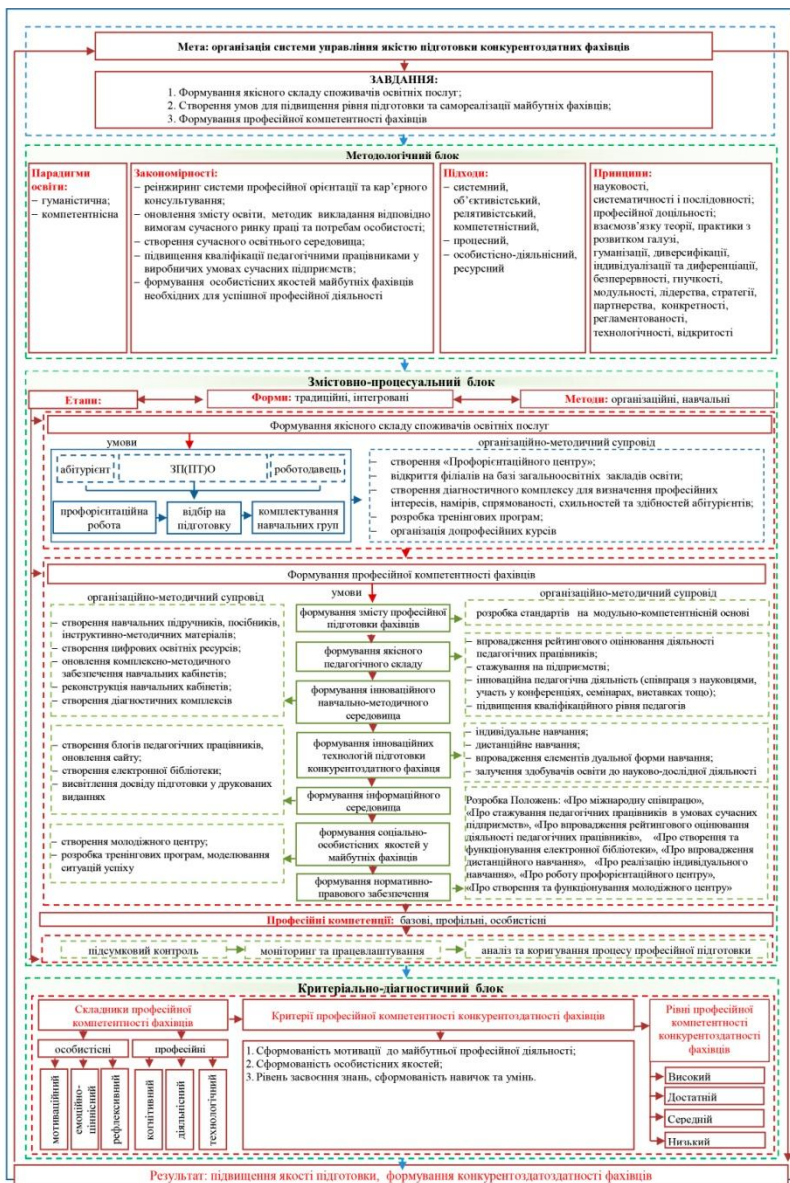 Мета: організація системи управління якістю підготовки конкурентоздатних фахівців
ЗАВДАННЯ:
1. Формування якісного складу споживачів освітніх послуг;
2. Створення умов для підвищення рівня підготовки та самореалізації майбутніх фахівців;
3. Формування професійної компетентності фахівців
Методологічний блок
Парадигми
освіти:
– гуманістична;
– компетентнісна
Закономірності:
– реінжиринг системи професійної орієнтації та кар’єрного
консультування;
– оновлення змісту освіти, методик викладання відповідно
вимогам сучасного ринку праці та потребам особистості;
– створення сучасного освітнього середовища;
– підвищення кваліфікації педагогічними працівниками у
виробничих умовах сучасних підприємств;
– формування особистісних якостей майбутніх фахівців
необхідних для успішної професійної діяльності
Підходи:
– системний,
об’єктивістський,
релятивістський,
компетентністний,
– процесний,
– особистісно-діяльнісний,
ресурсний
Принципи:
науковості,
систематичності і послідовності;
професійної доцільності;
взаємозв’язку теорії, практики з
розвитком галузі,
гуманізації, диверсифікації,
індивідуалізації та диференціації,
безперервності, гнучкості,
модульності, лідерства, стратегії,
партнерства, конкретності,
регламентованості,
технологічності, відкритості
Змістовно-процесуальний блок
Етапи:
Форми: традиційні, інтегровані
Методи: організаційні, навчальні
Формування якісного складу споживачів освітніх послуг
умови
абітурієнт
ЗП(ПТ)О
роботодавець
профорієнтаційна
робота
відбір на
підготовку
комплектування
навчальних груп
організаційно-методичний супровід
– створення «Профорієнтаційного центру»;
– відкриття філіалів на базі загальноосвітніх закладів освіти;
– створення діагностичного комплексу для визначення професійних
інтересів, намірів, спрямованості, схильностей та здібностей абітурієнтів;
– розробка тренінгових програм;
– організація допрофесійних курсів
Формування професійної компетентності фахівців
організаційно-методичний супровід
умови
організаційно-методичний супровід
– створення навчальних підручників, посібників,
інструктивно-методичних матеріалів;
– створення цифрових освітніх ресурсів;
– оновлення комплексно-методичного
забезпечення навчальних кабінетів;
– реконструкція навчальних кабінетів;
– створення діагностичних комплексів
– створення блогів педагогічних працівників,
оновлення сайту;
– створення електронної бібліотеки;
– висвітлення досвіду підготовки у друкованих
виданнях
– створення молодіжного центру;
– розробка тренінгових програм, моделювання
ситуацій успіху
формування змісту професійної
підготовки фахівців
формування якісного
педагогічного складу
формування інноваційного
навчально-методичного
середовища
формування інноваційних
технологій підготовки
конкурентоздатного фахівця
формування інформаційного
середовища
формування соціально-
особистісних якостей у
майбутніх фахівців
формування нормативно-
правового забезпечення
розробка стандартів на модульно-компетентнісній основі
– впровадження рейтингового оцінювання діяльності
педагогічних працівників;
– стажування на підприємстві;
– інноваційна педагогічна діяльність (співпраця з науковцями,
участь у конференціях, семінарах, виставках тощо);
– підвищення кваліфікаційного рівня педагогів
– індивідуальне навчання;
– дистанційне навчання;
– впровадження елементів дуальної форми навчання;
– залучення здобувачів освіти до науково-дослідної діяльності
Розробка Положень: «Про міжнародну співпрацю»,
«Про стажування педагогічних працівників в умовах сучасних
підприємств», «Про впровадження рейтингового оцінювання
діяльності педагогічних працівників», «Про створення та
функціонування електронної бібліотеки», «Про впровадження
дистанційного навчання», «Про реалізацію індивідуального
навчання», «Про роботу профорієнтаційного центру»,
«Про створення та функціонування молодіжного центру»
Професійні компетенції: базові, профільні, особистісні
підсумковий контроль
моніторинг та працевлаштування
аналіз та коригування процесу професійної підготовки
Критеріально-діагностичний блок
Складники професійної
компетентності фахівців
особистісні
професійні
мотиваційний
емоційно-
ціннісний
рефлексивний
когнітивний
діяльнісний
технологічний
Критерії професійної компетентності конкурентоздатності фахівців
1. Сформованість мотивації до майбутньої професійної діяльності;
2. Сформованість особистісних якостей;
3. Рівень засвоєння знань, сформованість навичок та умінь.
Рівні професійної
компетентності
конкурентоздатності
фахівців
Високий
Достатній
Середній
Низький
Результат: підвищення якості підготовки, формування конкурентоздатоздатності фахівців